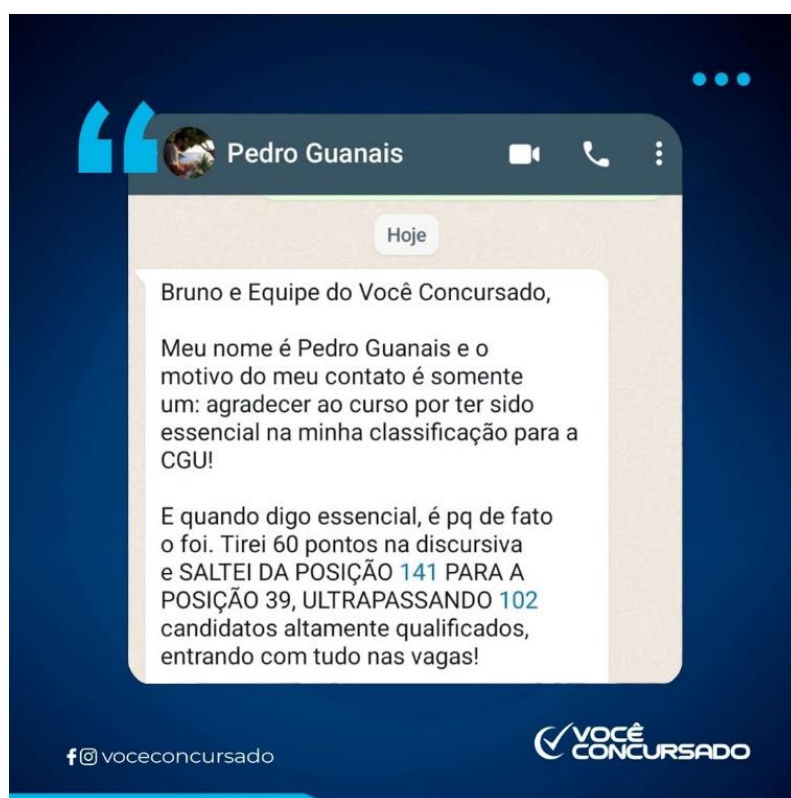 Pedro Guanais
Hoje
Bruno e Equipe do Você Concursado,
Meu nome é Pedro Guanais e o
motivo do meu contato é somente
um: agradecer ao curso por ter sido
essencial na minha classificação para a
CGU!
E quando digo essencial, é pq de fato
o foi. Tirei 60 pontos na discursiva
e SALTEI DA POSIÇÃO 141 PARA A
POSIÇÃO 39, ULTRAPASSANDO 102
candidatos altamente qualificados,
entrando com tudo nas vagas!
voceconcursado
VOCÊ
CONCURSADO